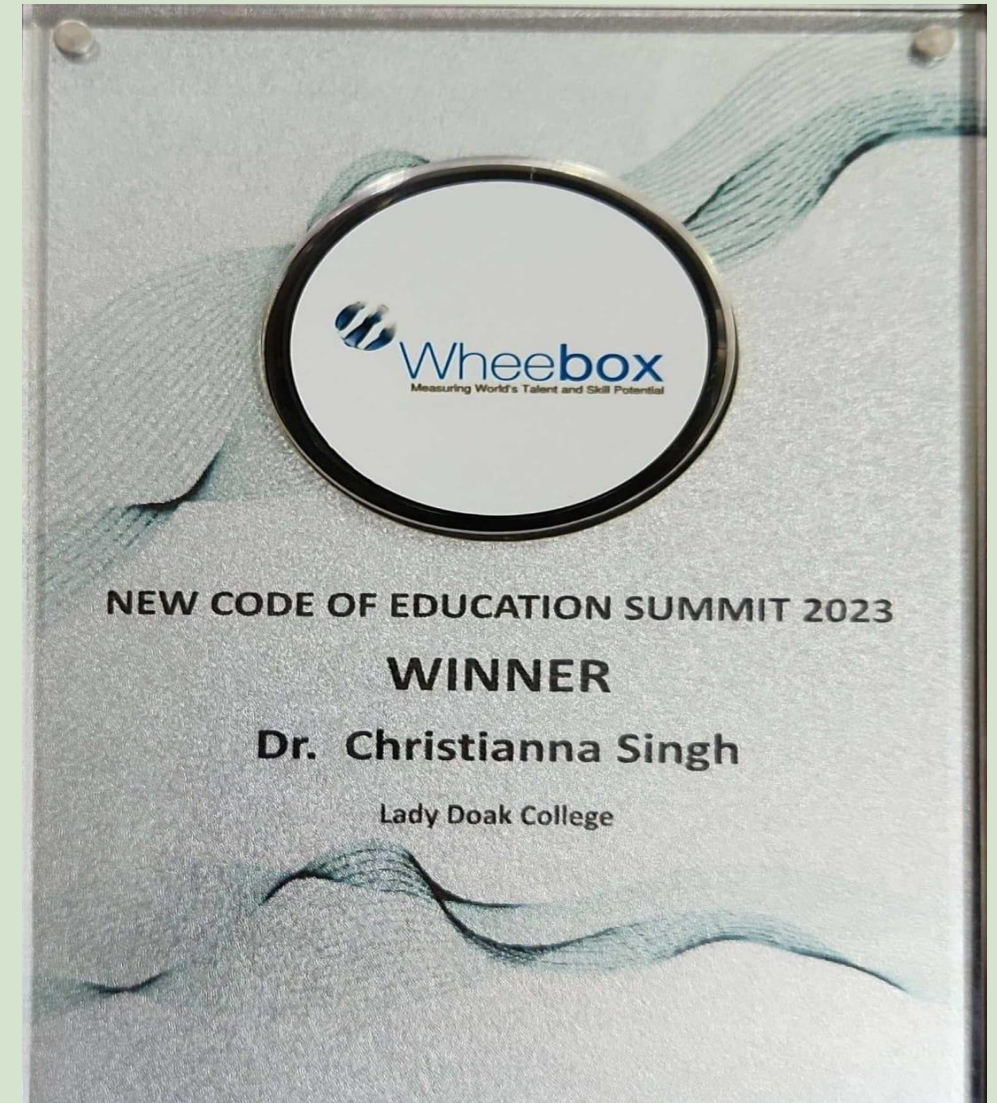 Wheebox
Measuring World's Talent and Skill Potential
NEW CODE OF EDUCATION SUMMIT 2023
WINNER
Dr. Christianna Singh
Lady Doak College